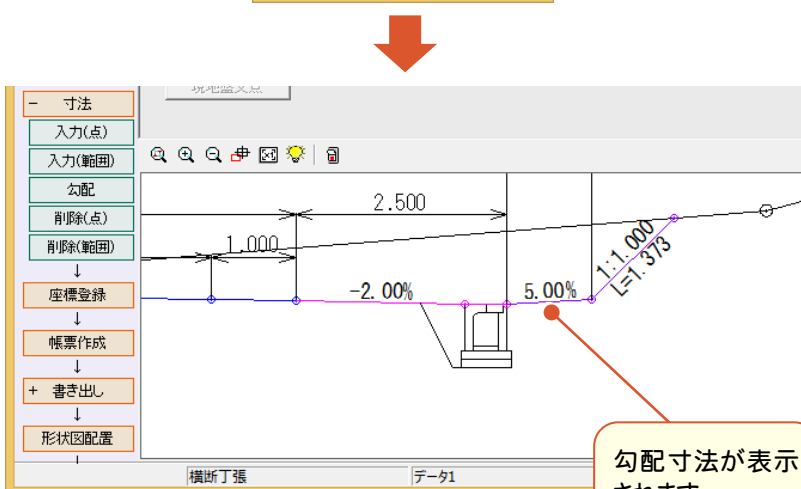 現地盤交点
－ 寸法
入力(点)
入力(範囲)
勾配
削除(点)
削除(範囲)
↓
座標登録
↓
帳票作成
↓
+ 書き出し
↓
形状図配置
2.500
1.000
-2.00%
5.00%
1:1.000
L=1.373
勾配寸法が表示
されます
横断丁張
データ1